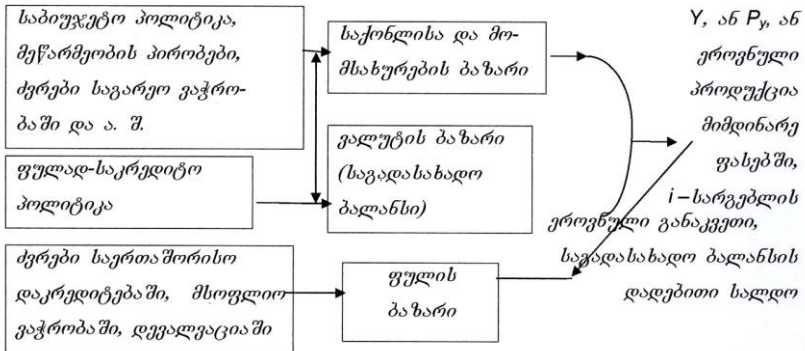 საბიუჯეტო პოლიტიკა,
მეწარმეობის პირობები,
ძვრები საგარეო ვაჭრო-
ბაში და ა. შ.
ფულად-საკრედიტო
პოლიტიკა
ძვრები საერთაშორისო
დაკრედიტებაში, მსოფლიო
ვაჭრობაში, დევალვაციაში
საქონლისა და მო-
მსახურების ბაზარი
ვალუტის ბაზარი
(საგადასახადო
ბალანსი)
ფულის
ბაზარი
Y, ან Py, ან
ეროვნული
პროდუქცია
მიმდინარე
ფასებში,
i – სარგებლის
ეროვნული განაკვეთი,
საგადასახადო ბალანსის
დადებითი სალდო